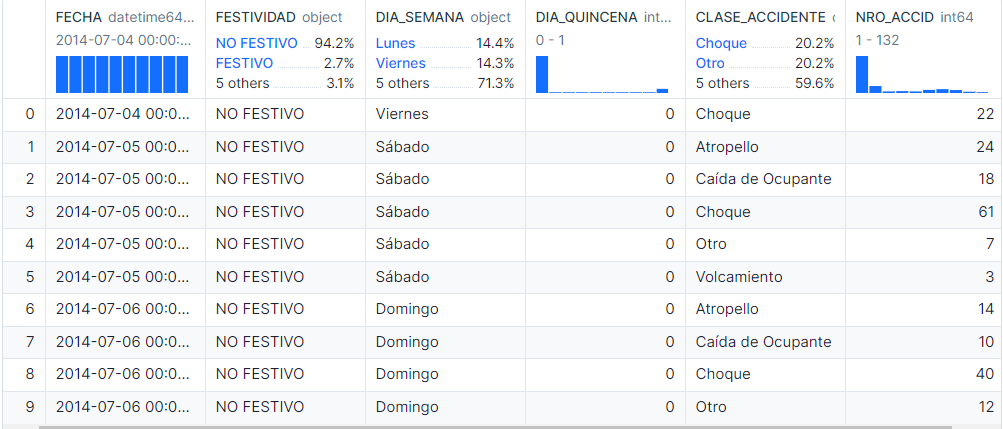 FECHA datetime64... FESTIVIDAD object DIA_SEMANA object DIA_QUINCENA int... CLASE_ACCIDENTE NRO_ACCID int64
2014-07-04 00:00:... NO FESTIVO 94.2% Lunes 14.4% 0 - 1 Choque 20.2% 1 - 132
FESTIVO 2.7% Viernes 14.3% Otro 20.2%
5 others 3.1% 5 others 71.3% 5 others 59.6%
0 2014-07-04 00:0... NO FESTIVO Viernes 0 Choque 22
1 2014-07-05 00:0... NO FESTIVO Sábado 0 Atropello 24
2 2014-07-05 00:0... NO FESTIVO Sábado 0 Caída de Ocupante 18
3 2014-07-05 00:0... NO FESTIVO Sábado 0 Choque 61
4 2014-07-05 00:0... NO FESTIVO Sábado 0 Otro 7
5 2014-07-05 00:0... NO FESTIVO Sábado 0 Volcamiento 3
6 2014-07-06 00:0... NO FESTIVO Domingo 0 Atropello 14
7 2014-07-06 00:0... NO FESTIVO Domingo 0 Caída de Ocupante 10
8 2014-07-06 00:0... NO FESTIVO Domingo 0 Choque 40
9 2014-07-06 00:0... NO FESTIVO Domingo 0 Otro 12